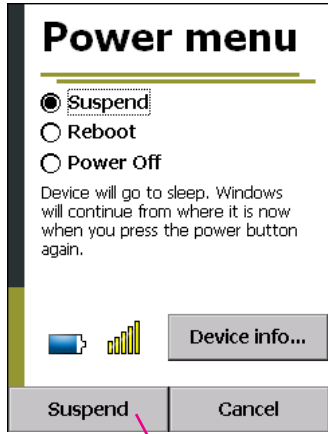 Power menu
Suspend
Reboot
Power Off
Device will go to sleep. Windows
will continue from where it is now
when you press the power button
again.
Device info...
Suspend
Cancel